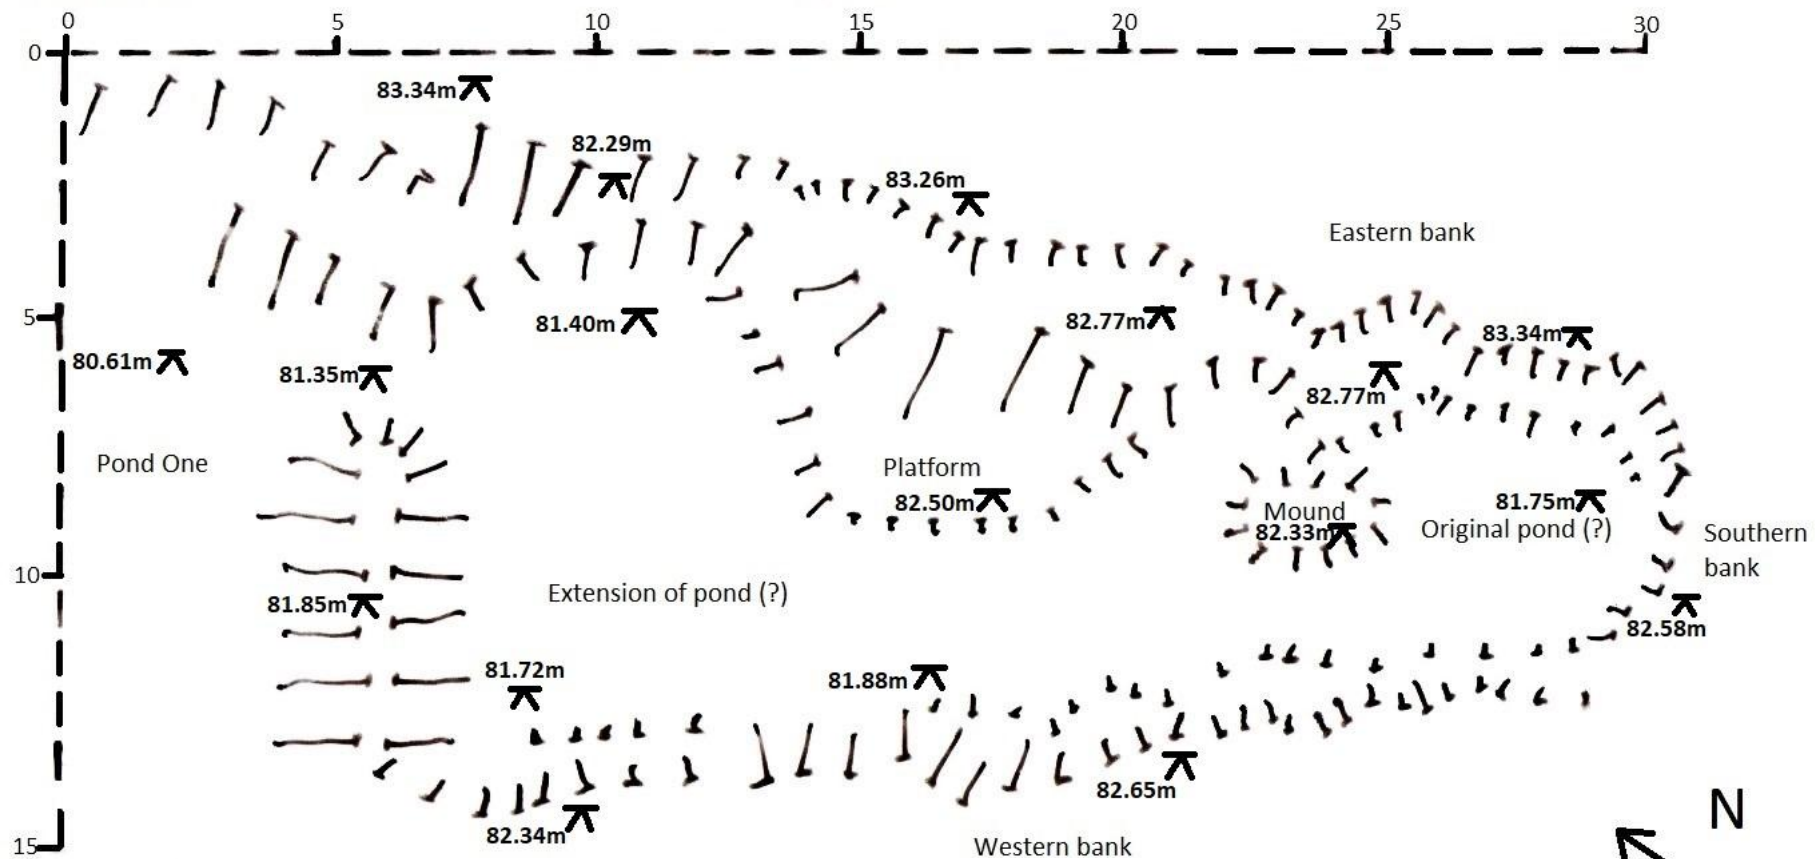 0 5 10 15 20 25 30
0
83.34m
82.29m
83.26m
Eastern bank
5
81.40m
82.77m
83.34m
80.61m
81.35m
82.77m
Pond One
Platform
82.50m
81.75m
Mound
82.33m
Original pond (?)
Southern
bank
10
Extension of pond (?)
81.85m
82.58m
81.72m
81.88m
82.65m
82.34m
15
Western bank
N